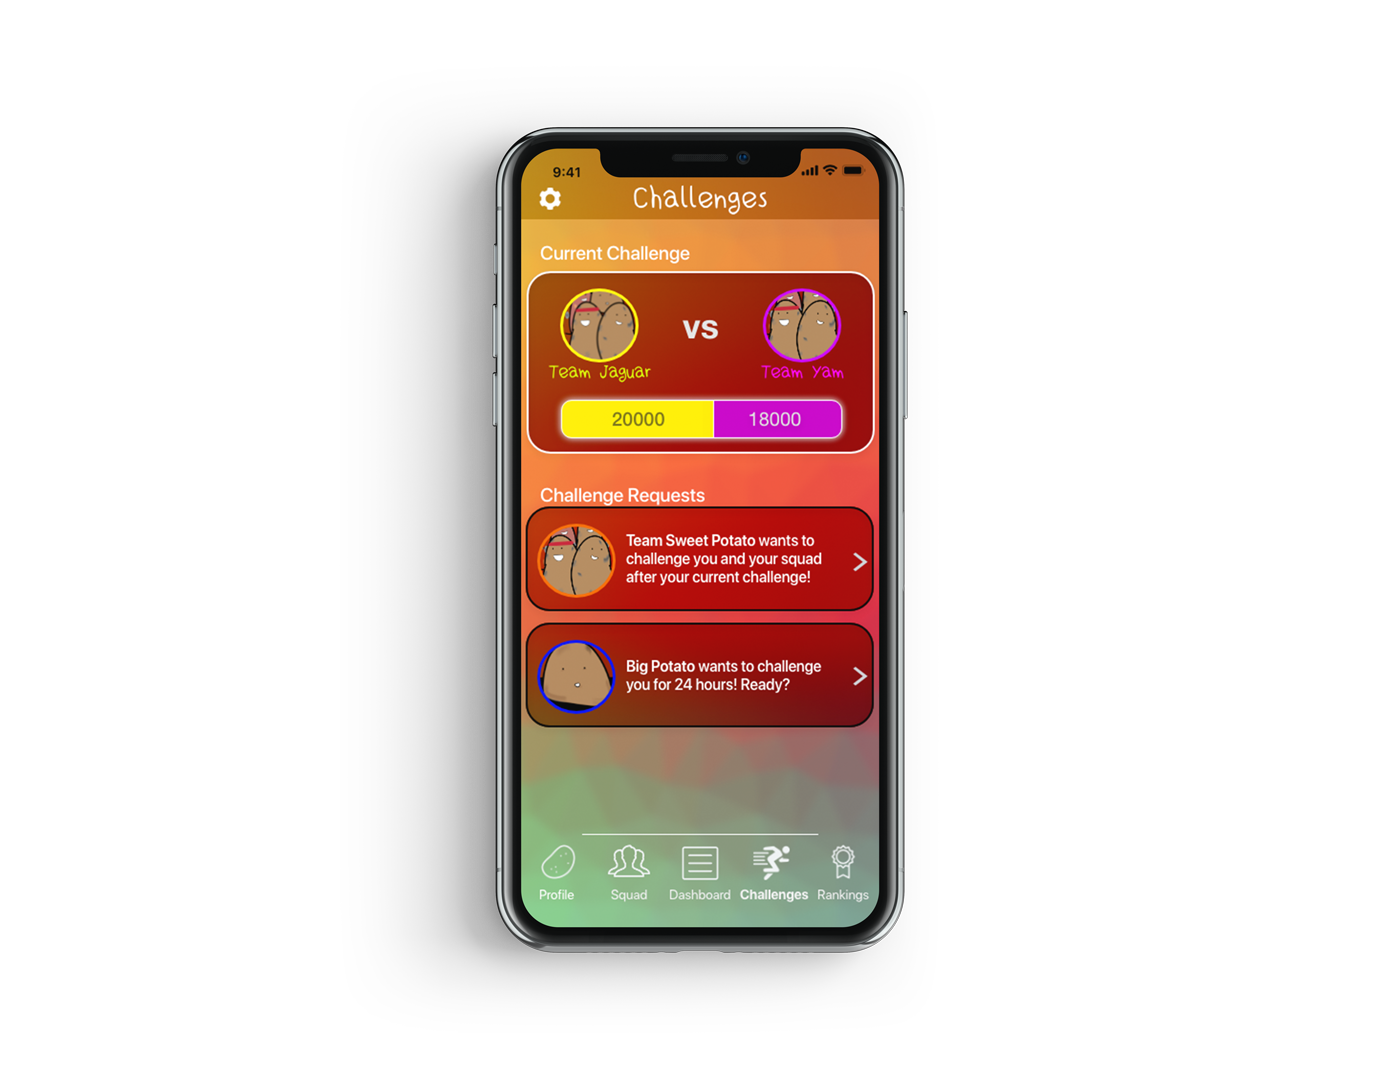 9:41
Challenges
Current Challenge
vs
Team Jaguar
Team Yam
20000
18000
Challenge Requests
Team Sweet Potato wants to
challenge you and your squad
after your current challenge!
Big Potato wants to challenge
you for 24 hours! Ready?
Profile
Squad
Dashboard
Challenges
Rankings